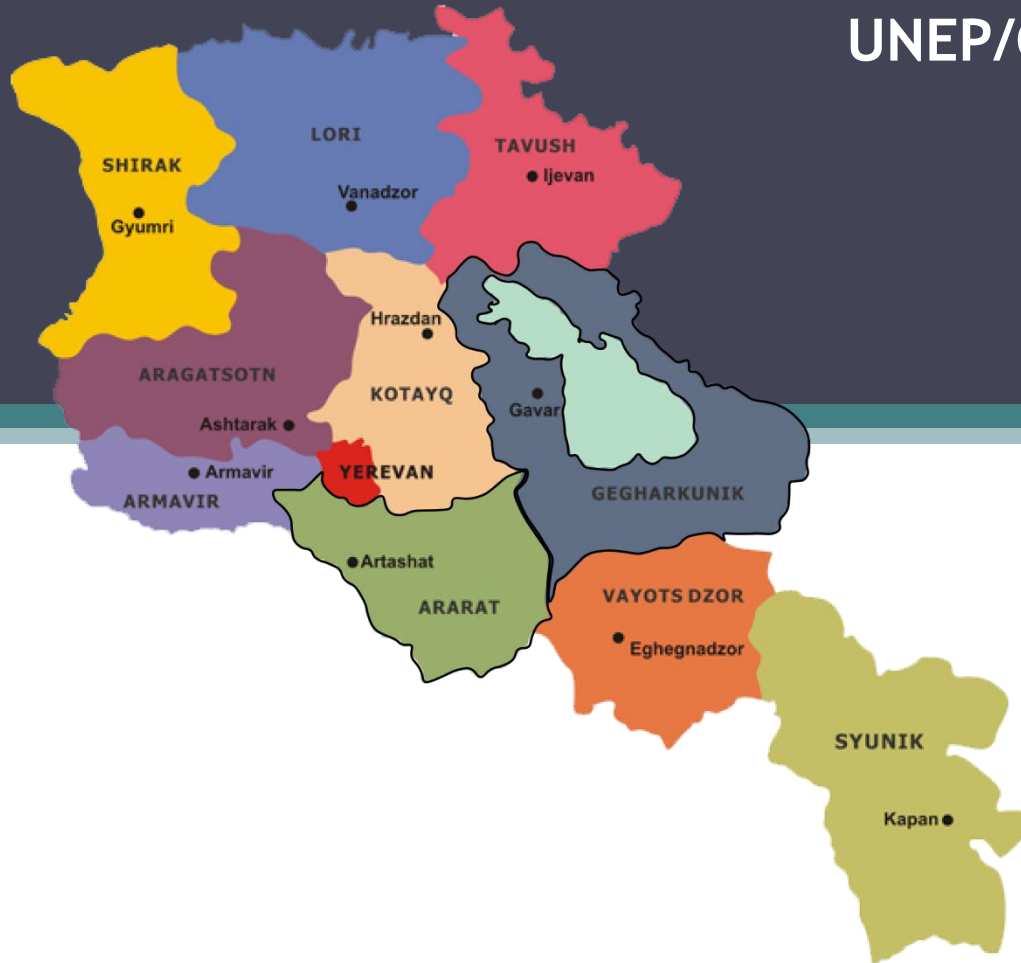 UNEP/
LORI
TAVUSH
SHIRAK
Ijevan
Vanadzor
Gyumri
Hrazdan
ARAGATSOTN
KOTAYQ
Gavar
Ashtarak
YEREVAN
Armavir
GEGHARKUNIK
ARMAVIR
Artashat
VAYOTS DZOR
ARARAT
Eghegnadzor
SYUNIK
Kapan